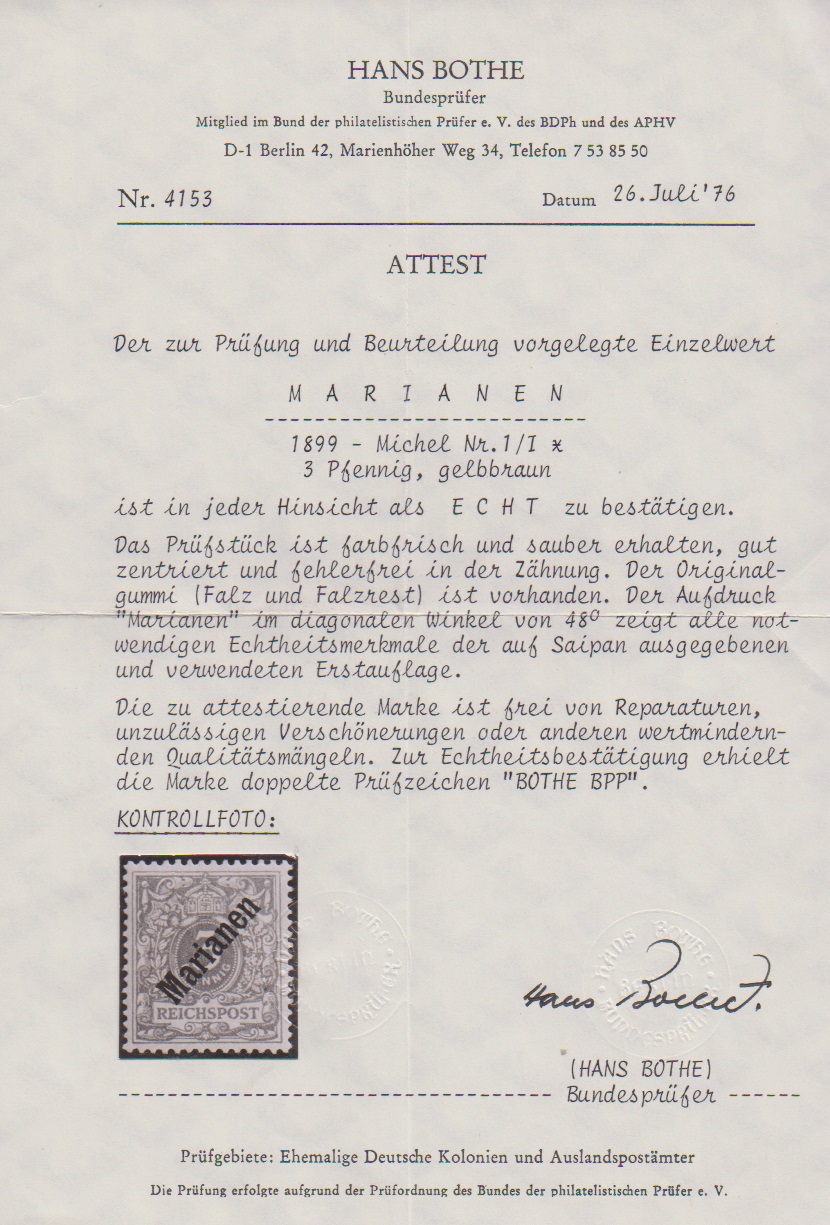 HANS BOTHE
Bundesprüfer
Mitglied im Bund der philatelistischen Prüfer e. V. des BDPh und des APHV
D-1 Berlin 42, Marienhöher Weg 34, Telefon 7 53 85 50
Nr. 4153 Datum 26. Juli '76
ATTEST
Der zur Prüfung und Beurteilung vorgelegte Einzelwert
M A R I A N E N
1899 - Michel Nr. 1/I *
3 Pfennig, gelbbraun
ist in jeder Hinsicht als E C H T zu bestätigen.
Das Prüfstück ist farbfrisch und sauber erhalten, gut
zentriert und fehlerfrei in der Zähnung. Der Original-
gummi (Falz und Falzrest) ist vorhanden. Der Aufdruck
"Marianen" im diagonalen Winkel von 48° zeigt alle not-
wendigen Echtheitsmerkmale der auf Saipan ausgegebenen
und verwendeten Erstauflage.
Die zu attestierende Marke ist frei von Reparaturen,
unzulässigen Verschönerungen oder anderen wertmindern-
den Qualitätsmängeln. Zur Echtheitsbestätigung erhielt
die Marke doppelte Prüfzeichen "BOTHE BPP".
KONTROLLFOTO:
Marianen
REICHSPOST
HANS BOTHE
Hans Bothe
(HANS BOTHE)
Bundesprüfer
Prüfgebiete: Ehemalige Deutsche Kolonien und Auslandspostämter
Die Prüfung erfolgte aufgrund der Prüfordnung des Bundes der philatelistischen Prüfer e. V.